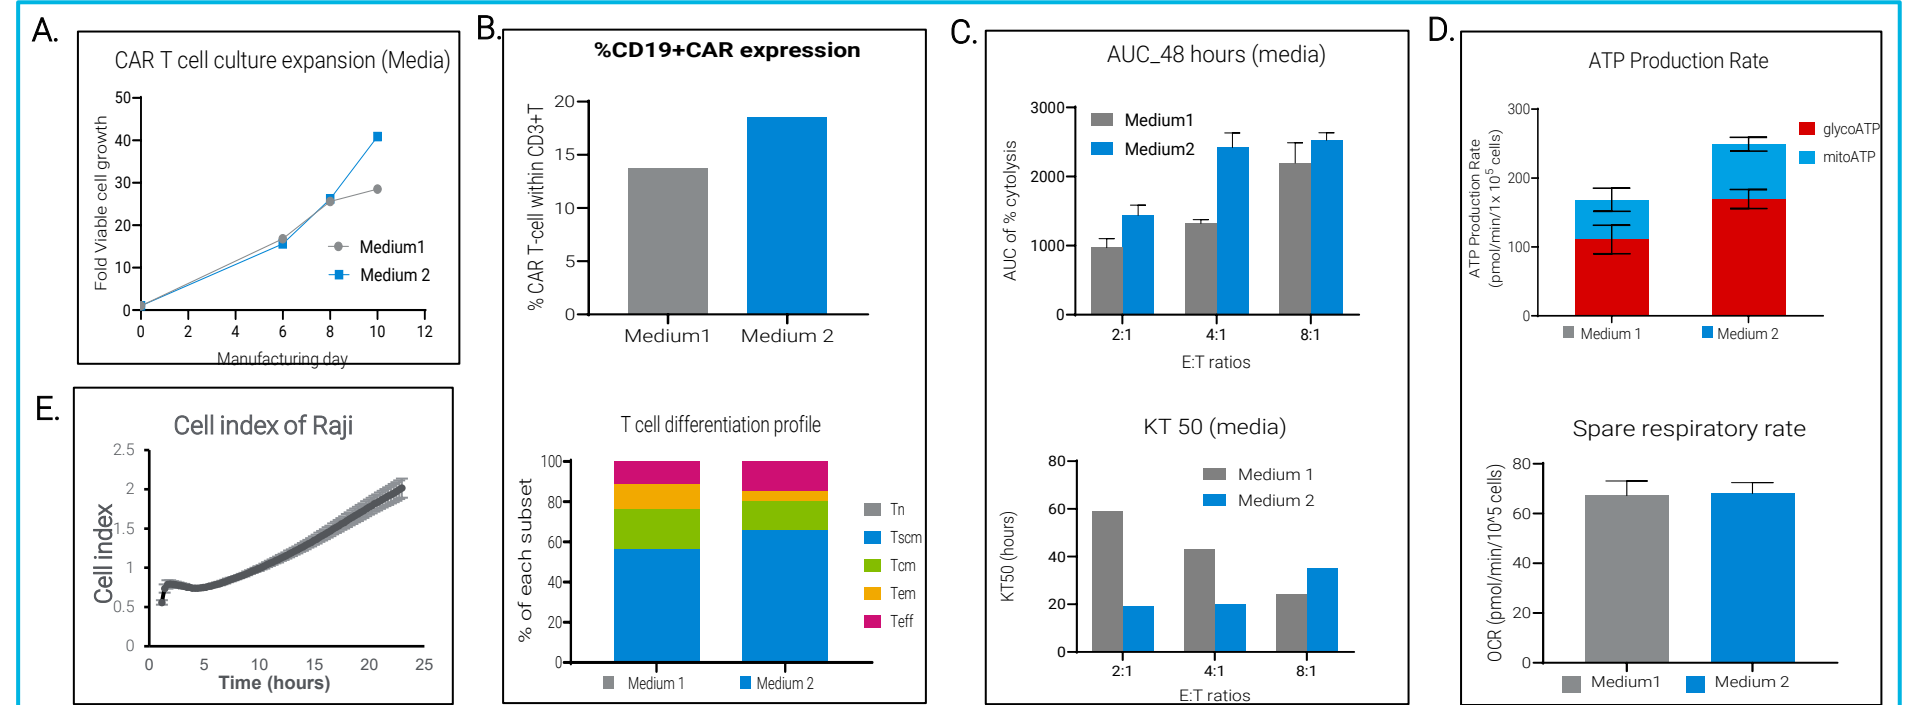 A.
CAR T cell culture expansion (Media)
Fold Viable cell growth
50
40
30
20
10
0
Medium1
Medium 2
0 2 4 6 8 10 12
Manufacturing day
B.
%CD19+CAR expression
% CAR T-cell within CD3+T
20
15
10
5
0
Medium1 Medium 2
T cell differentiation profile
% of each subset
100
80
60
40
20
0
Tn
Tscm
Tcm
Tem
Teff
Medium 1 Medium 2
C.
AUC_48 hours (media)
AUC of % cytolysis
3000
2000
1000
0
Medium1
Medium2
2:1 4:1 8:1
E:T ratios
KT 50 (media)
KT50 (hours)
80
60
40
20
0
Medium 1
Medium 2
2:1 4:1 8:1
E:T ratios
D.
ATP Production Rate
ATP Production Rate
(pmol/min/1x 10^5 cells)
300
200
100
0
glycoATP
mitoATP
Medium 1 Medium 2
Spare respiratory rate
OCR (pmol/min/10^5 cells)
80
60
40
20
0
Medium1 Medium 2
E.
Cell index of Raji
Cell index
2.5
2
1.5
1
0.5
0
0 5 10 15 20 25
Time (hours)